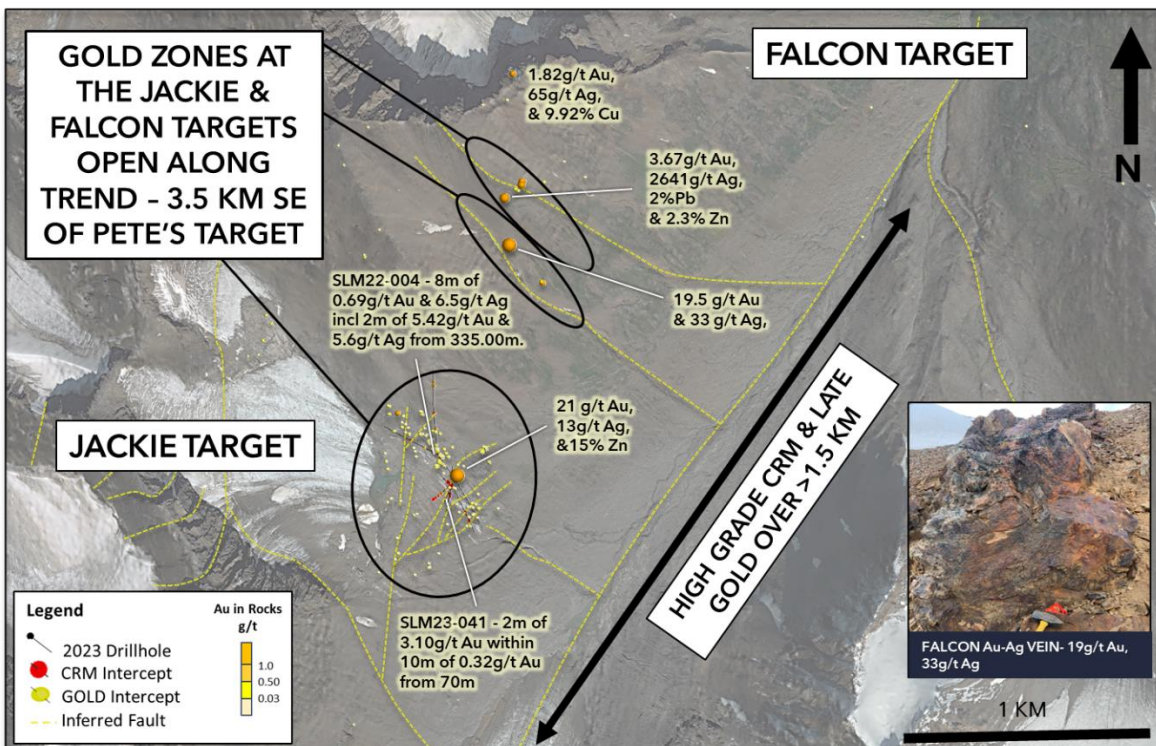 GOLD ZONES AT
THE JACKIE &
FALCON TARGETS
OPEN ALONG
TREND – 3.5 KM SE
OF PETE'S TARGET
FALCON TARGET
N
1.82g/t Au,
65g/t Ag,
& 9.92% Cu
3.67g/t Au,
2641g/t Ag,
2%Pb
& 2.3% Zn
19.5 g/t Au
& 33 g/t Ag,
SLM22-004 - 8m of
0.69g/t Au & 6.5g/t Ag
incl 2m of 5.42g/t Au &
5.6g/t Ag from 335.00m.
JACKIE TARGET
21 g/t Au,
13g/t Ag,
&15% Zn
HIGH GRADE CRM & LATE
GOLD OVER >1.5 KM
SLM23-041 - 2m of
3.10g/t Au within
10m of 0.32g/t Au
from 70m
Legend
2023 Drillhole
CRM Intercept
GOLD Intercept
Inferred Fault
Au in Rocks
g/t
1.0
0.50
0.03
FALCON Au-Ag VEIN- 19g/t Au,
33g/t Ag
1 KM